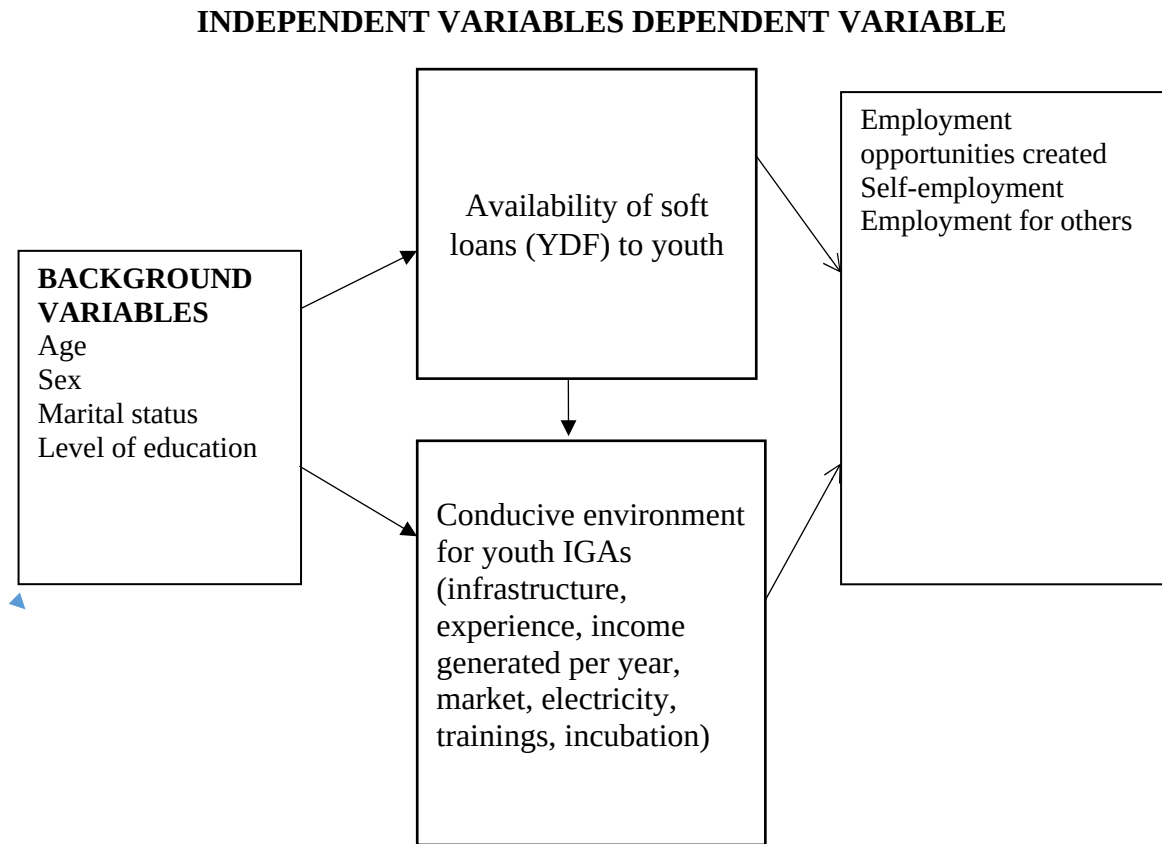 INDEPENDENT VARIABLES DEPENDENT VARIABLE
BACKGROUND
VARIABLES
Age
Sex
Marital status
Level of education
Availability of soft
loans (YDF) to youth
Conducive environment
for youth IGAs
(infrastructure,
experience, income
generated per year,
market, electricity,
trainings, incubation)
Employment
opportunities created
Self-employment
Employment for others